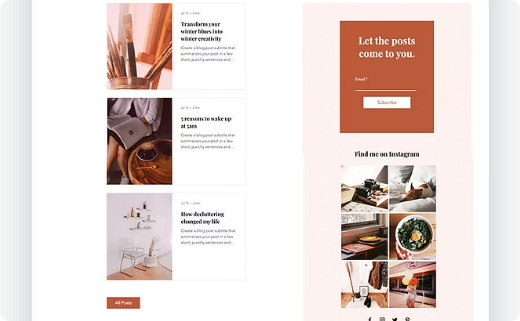 Transform your
winter blues into
winter creativity
Create a blog post subtitle that
summarizes your post in a few
short, punchy sentences and...
5 reasons to wake up
at 5am
Create a blog post subtitle that
summarizes your post in a few
short, punchy sentences and...
How decluttering
changed my life
Create a blog post subtitle that
summarizes your post in a few
short, punchy sentences and...
All Posts
Let the posts
come to you.
Email *
Subscribe
Find me on Instagram